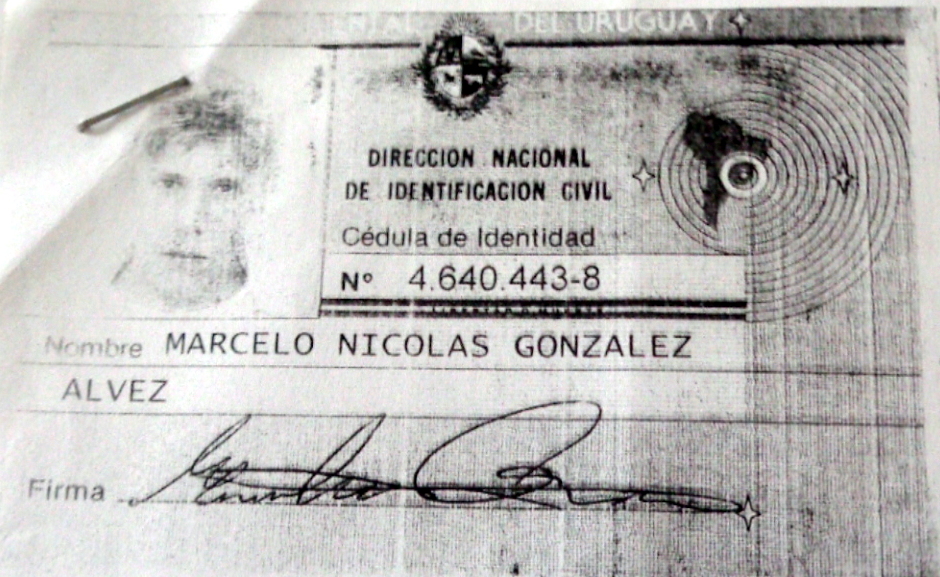 DEL URUGUAY
DIRECCION NACIONAL
DE IDENTIFICACION CIVIL
Cédula de Identidad
Nº 4.640.443-8
Nombre MARCELO NICOLAS GONZALEZ
ALVEZ
Firma